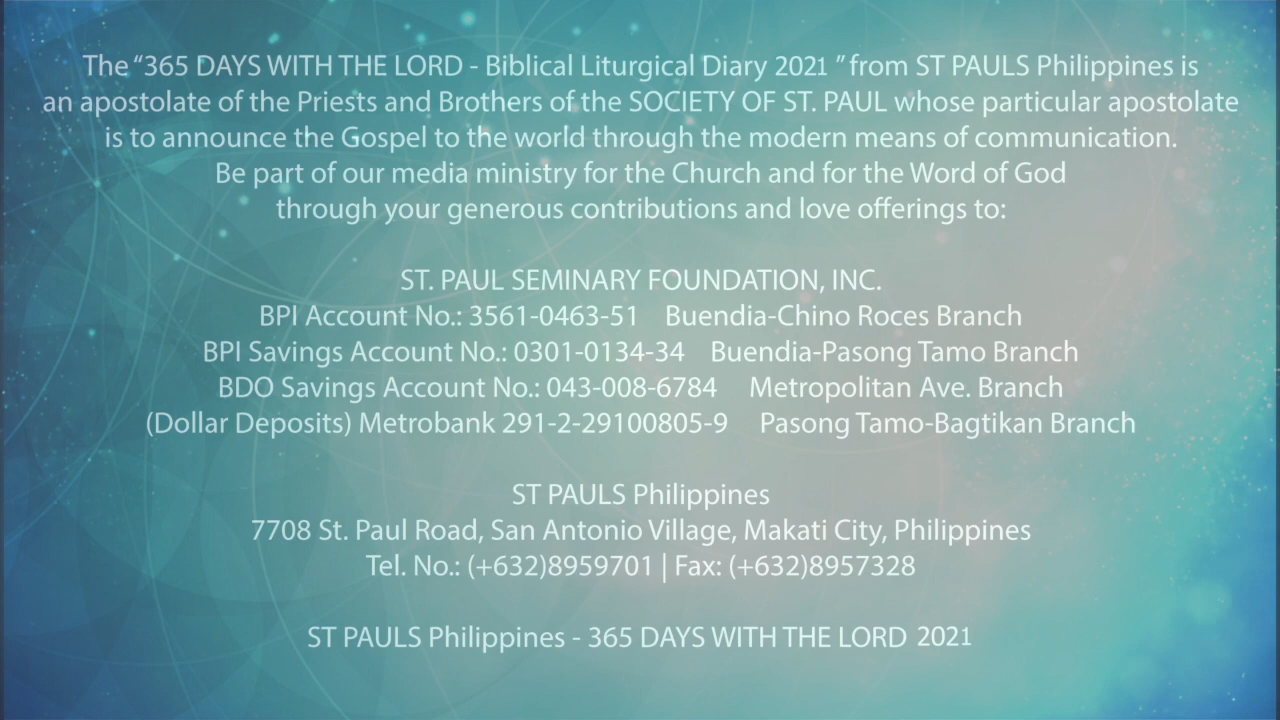 The “365 DAYS WITH THE LORD - Biblical Liturgical Diary 2021 ” from ST PAULS Philippines is
an apostolate of the Priests and Brothers of the SOCIETY OF ST. PAUL whose particular apostolate
is to announce the Gospel to the world through the modern means of communication.
Be part of our media ministry for the Church and for the Word of God
through your generous contributions and love offerings to:
ST. PAUL SEMINARY FOUNDATION, INC.
BPI Account No.: 3561-0463-51 Buendia-Chino Roces Branch
BPI Savings Account No.: 0301-0134-34 Buendia-Pasong Tamo Branch
BDO Savings Account No.: 043-008-6784 Metropolitan Ave. Branch
(Dollar Deposits) Metrobank 291-2-29100805-9 Pasong Tamo-Bagtikan Branch
ST PAULS Philippines
7708 St. Paul Road, San Antonio Village, Makati City, Philippines
Tel. No.: (+632)8959701 | Fax: (+632)8957328
ST PAULS Philippines - 365 DAYS WITH THE LORD 2021